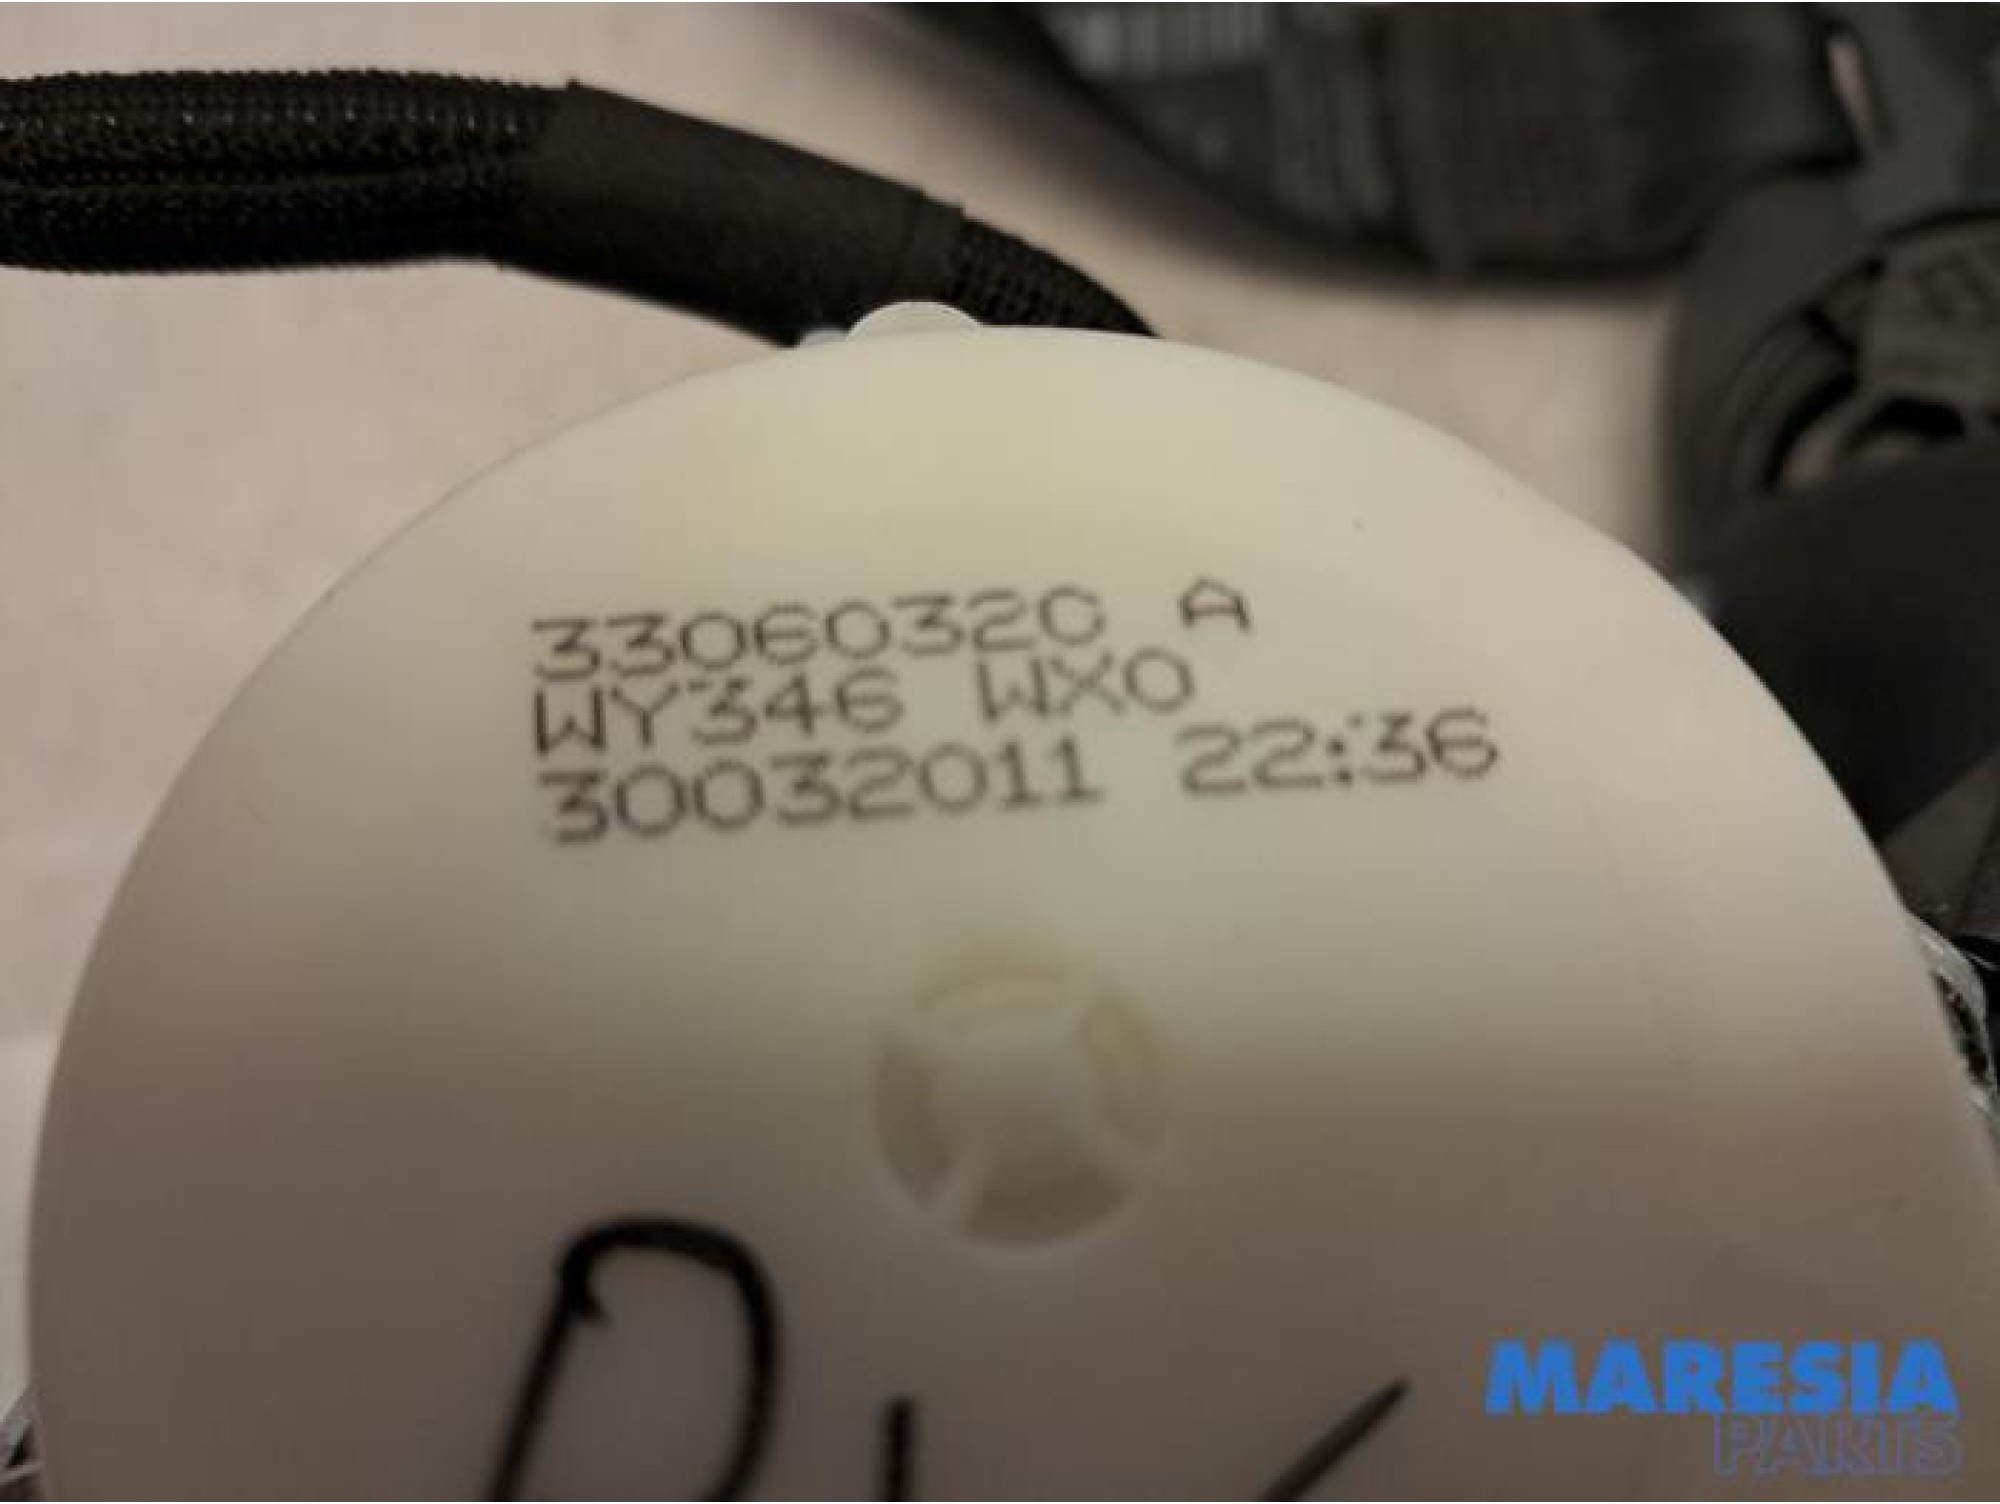 33060320 A
WY346 WX0
30032011 22:36
MARESIA
PARTS